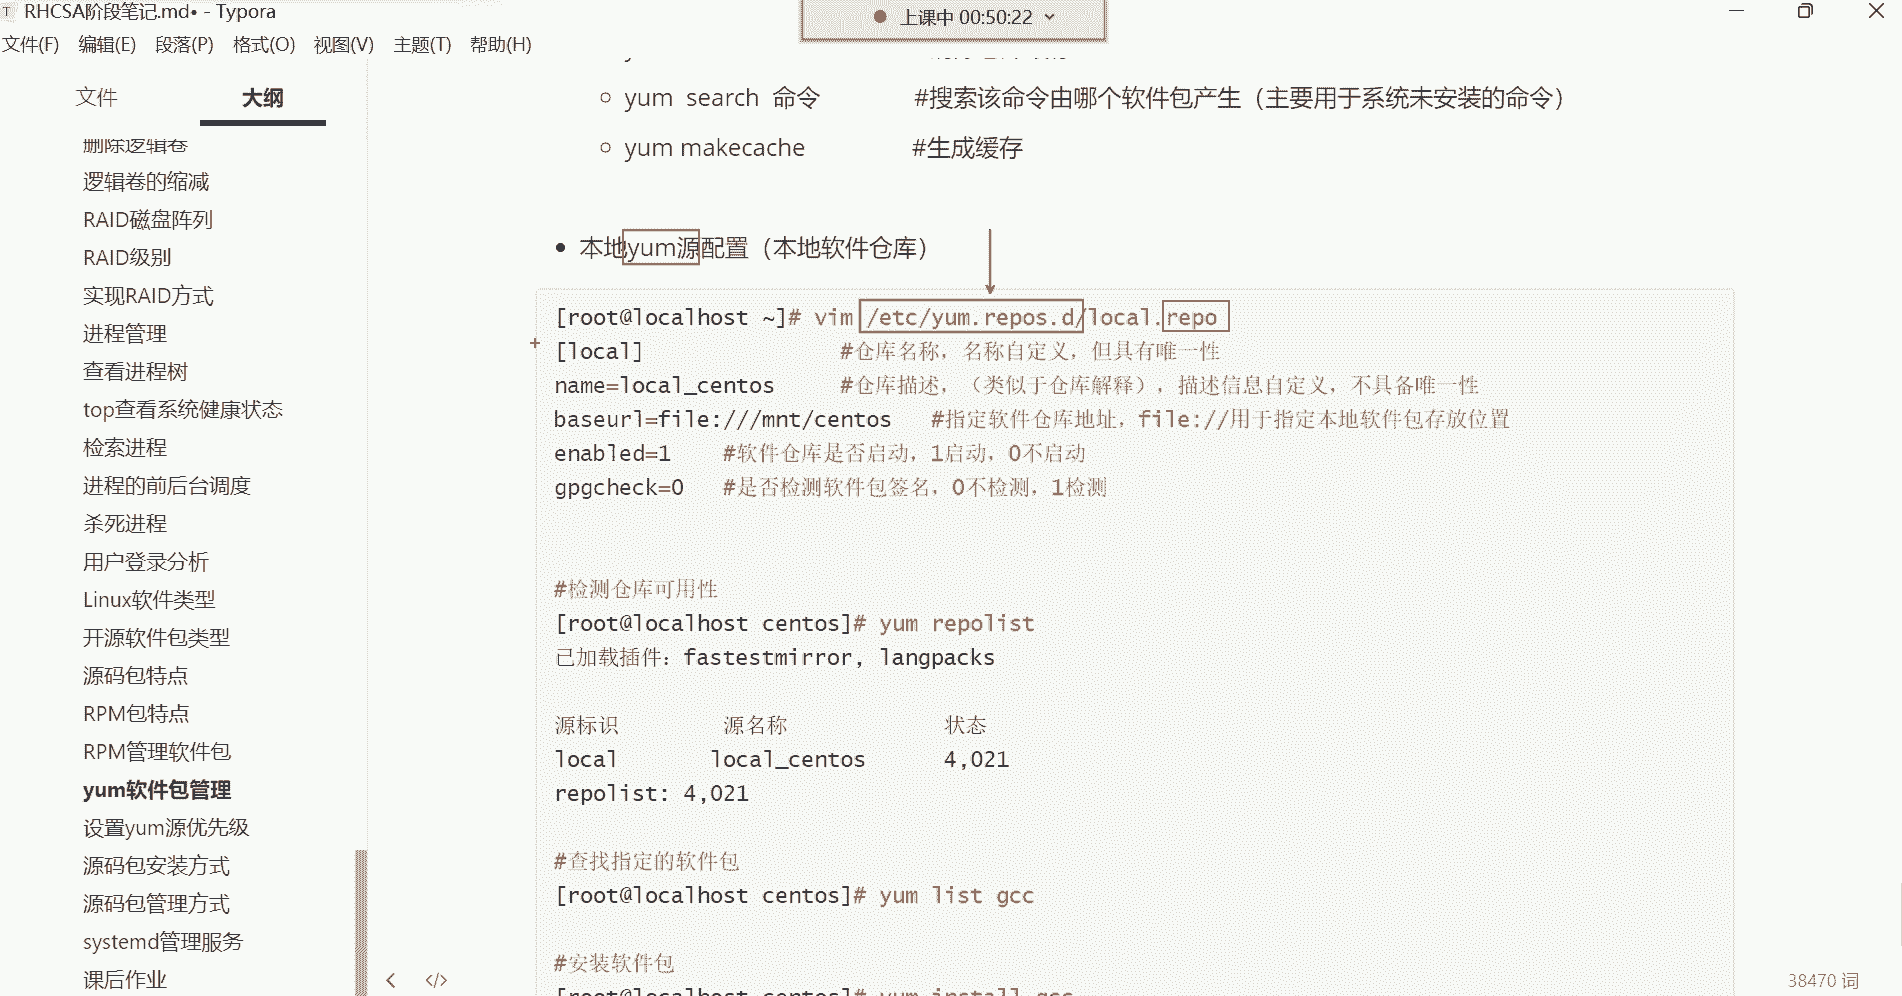 RHCSA阶段笔记.md• - Typora
上课中 00:50:22
文件(F) 编辑(E) 段落(P) 格式(O) 视图(V) 主题(T) 帮助(H)
文件 大纲
删除逻辑卷
逻辑卷的缩减
RAID磁盘阵列
RAID级别
实现RAID方式
进程管理
查看进程树
top查看系统健康状态
检索进程
进程的前后台调度
杀死进程
用户登录分析
Linux软件类型
开源软件包类型
源码包特点
RPM包特点
RPM管理软件包
yum软件包管理
设置yum源优先级
源码包安装方式
源码包管理方式
systemd管理服务
课后作业
yum search 命令 #搜索该命令由哪个软件包产生（主要用于系统未安装的命令）
yum makecache #生成缓存
本地yum源配置（本地软件仓库）
[root@localhost ~]# vim /etc/yum.repos.d/local.repo
[local] #仓库名称，名称自定义，但具有唯一性
name=local_centos #仓库描述，（类似于仓库解释），描述信息自定义，不具备唯一性
baseurl=file:///mnt/centos #指定软件仓库地址，file://用于指定本地软件包存放位置
enabled=1 #软件仓库是否启动，1启动，0不启动
gpgcheck=0 #是否检测软件包签名，0不检测，1检测
#检测仓库可用性
[root@localhost centos]# yum repolist
已加载插件：fastestmirror, langpacks
源标识 源名称 状态
local local_centos 4,021
repolist: 4,021
#查找指定的软件包
[root@localhost centos]# yum list gcc
#安装软件包
[root@localhost centos]# yum install gcc
38470 词